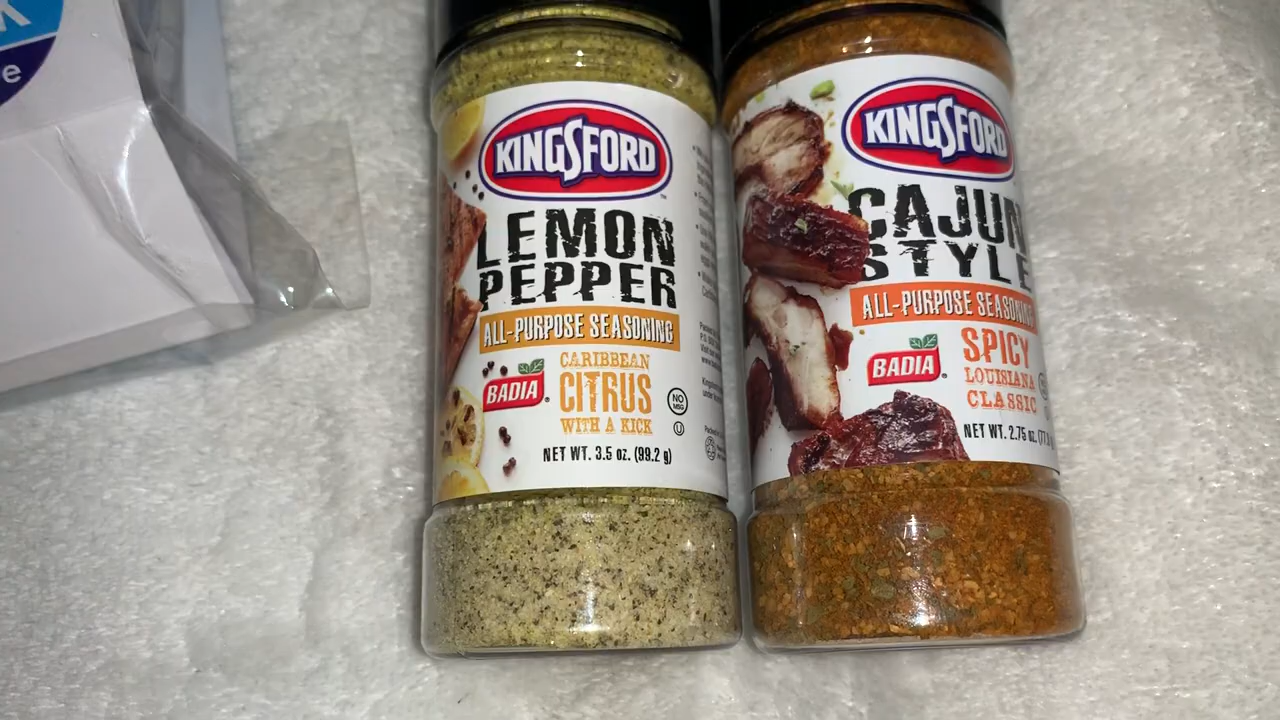 e
KINGSFORD
LEMON
PEPPER
ALL-PURPOSE SEASONING
BADIA
CARIBBEAN
CITRUS
WITH A KICK
NO
MSG
U
NET WT. 3.5 oz. (99.2 g)
KINGSFORD
CAJUN
STYLE
ALL-PURPOSE SEASONING
BADIA
SPICY
LOUISIANA
CLASSIC
NET WT. 2.75 oz.